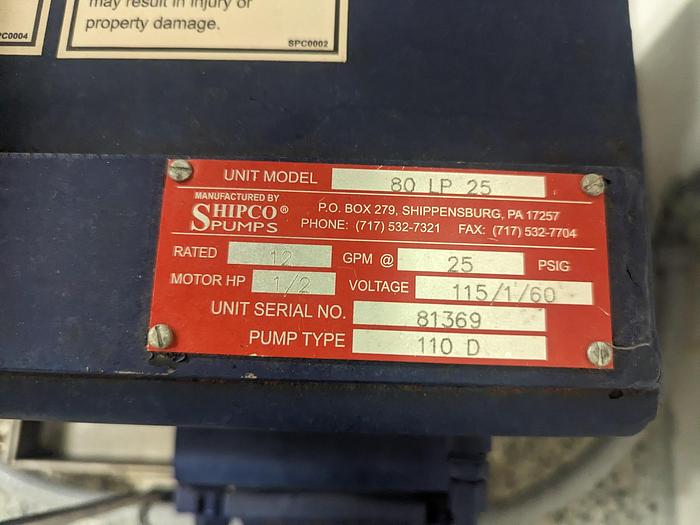 may result in injury or
property damage.
PC0004
SPC0002
UNIT MODEL 80 LP 25
MANUFACTURED BY
SHIPCO® PUMPS
P.O. BOX 279, SHIPPENSBURG, PA 17257
PHONE: (717) 532-7321 FAX: (717) 532-7704
RATED 12 GPM @ 25 PSIG
MOTOR HP 1/2 VOLTAGE 115/1/60
UNIT SERIAL NO. 81369
PUMP TYPE 110 D